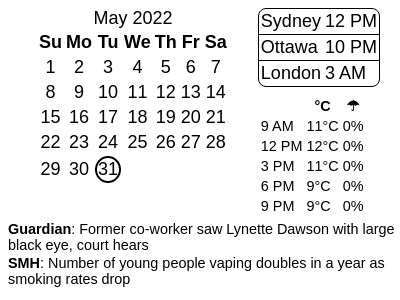 May 2022
Su Mo Tu We Th Fr Sa
1 2 3 4 5 6 7
8 9 10 11 12 13 14
15 16 17 18 19 20 21
22 23 24 25 26 27 28
29 30 31
Sydney 12 PM
Ottawa 10 PM
London 3 AM
°C ☂
9 AM 11°C 0%
12 PM 12°C 0%
3 PM 11°C 0%
6 PM 9°C 0%
9 PM 9°C 0%
Guardian: Former co-worker saw Lynette Dawson with large
black eye, court hears
SMH: Number of young people vaping doubles in a year as
smoking rates drop